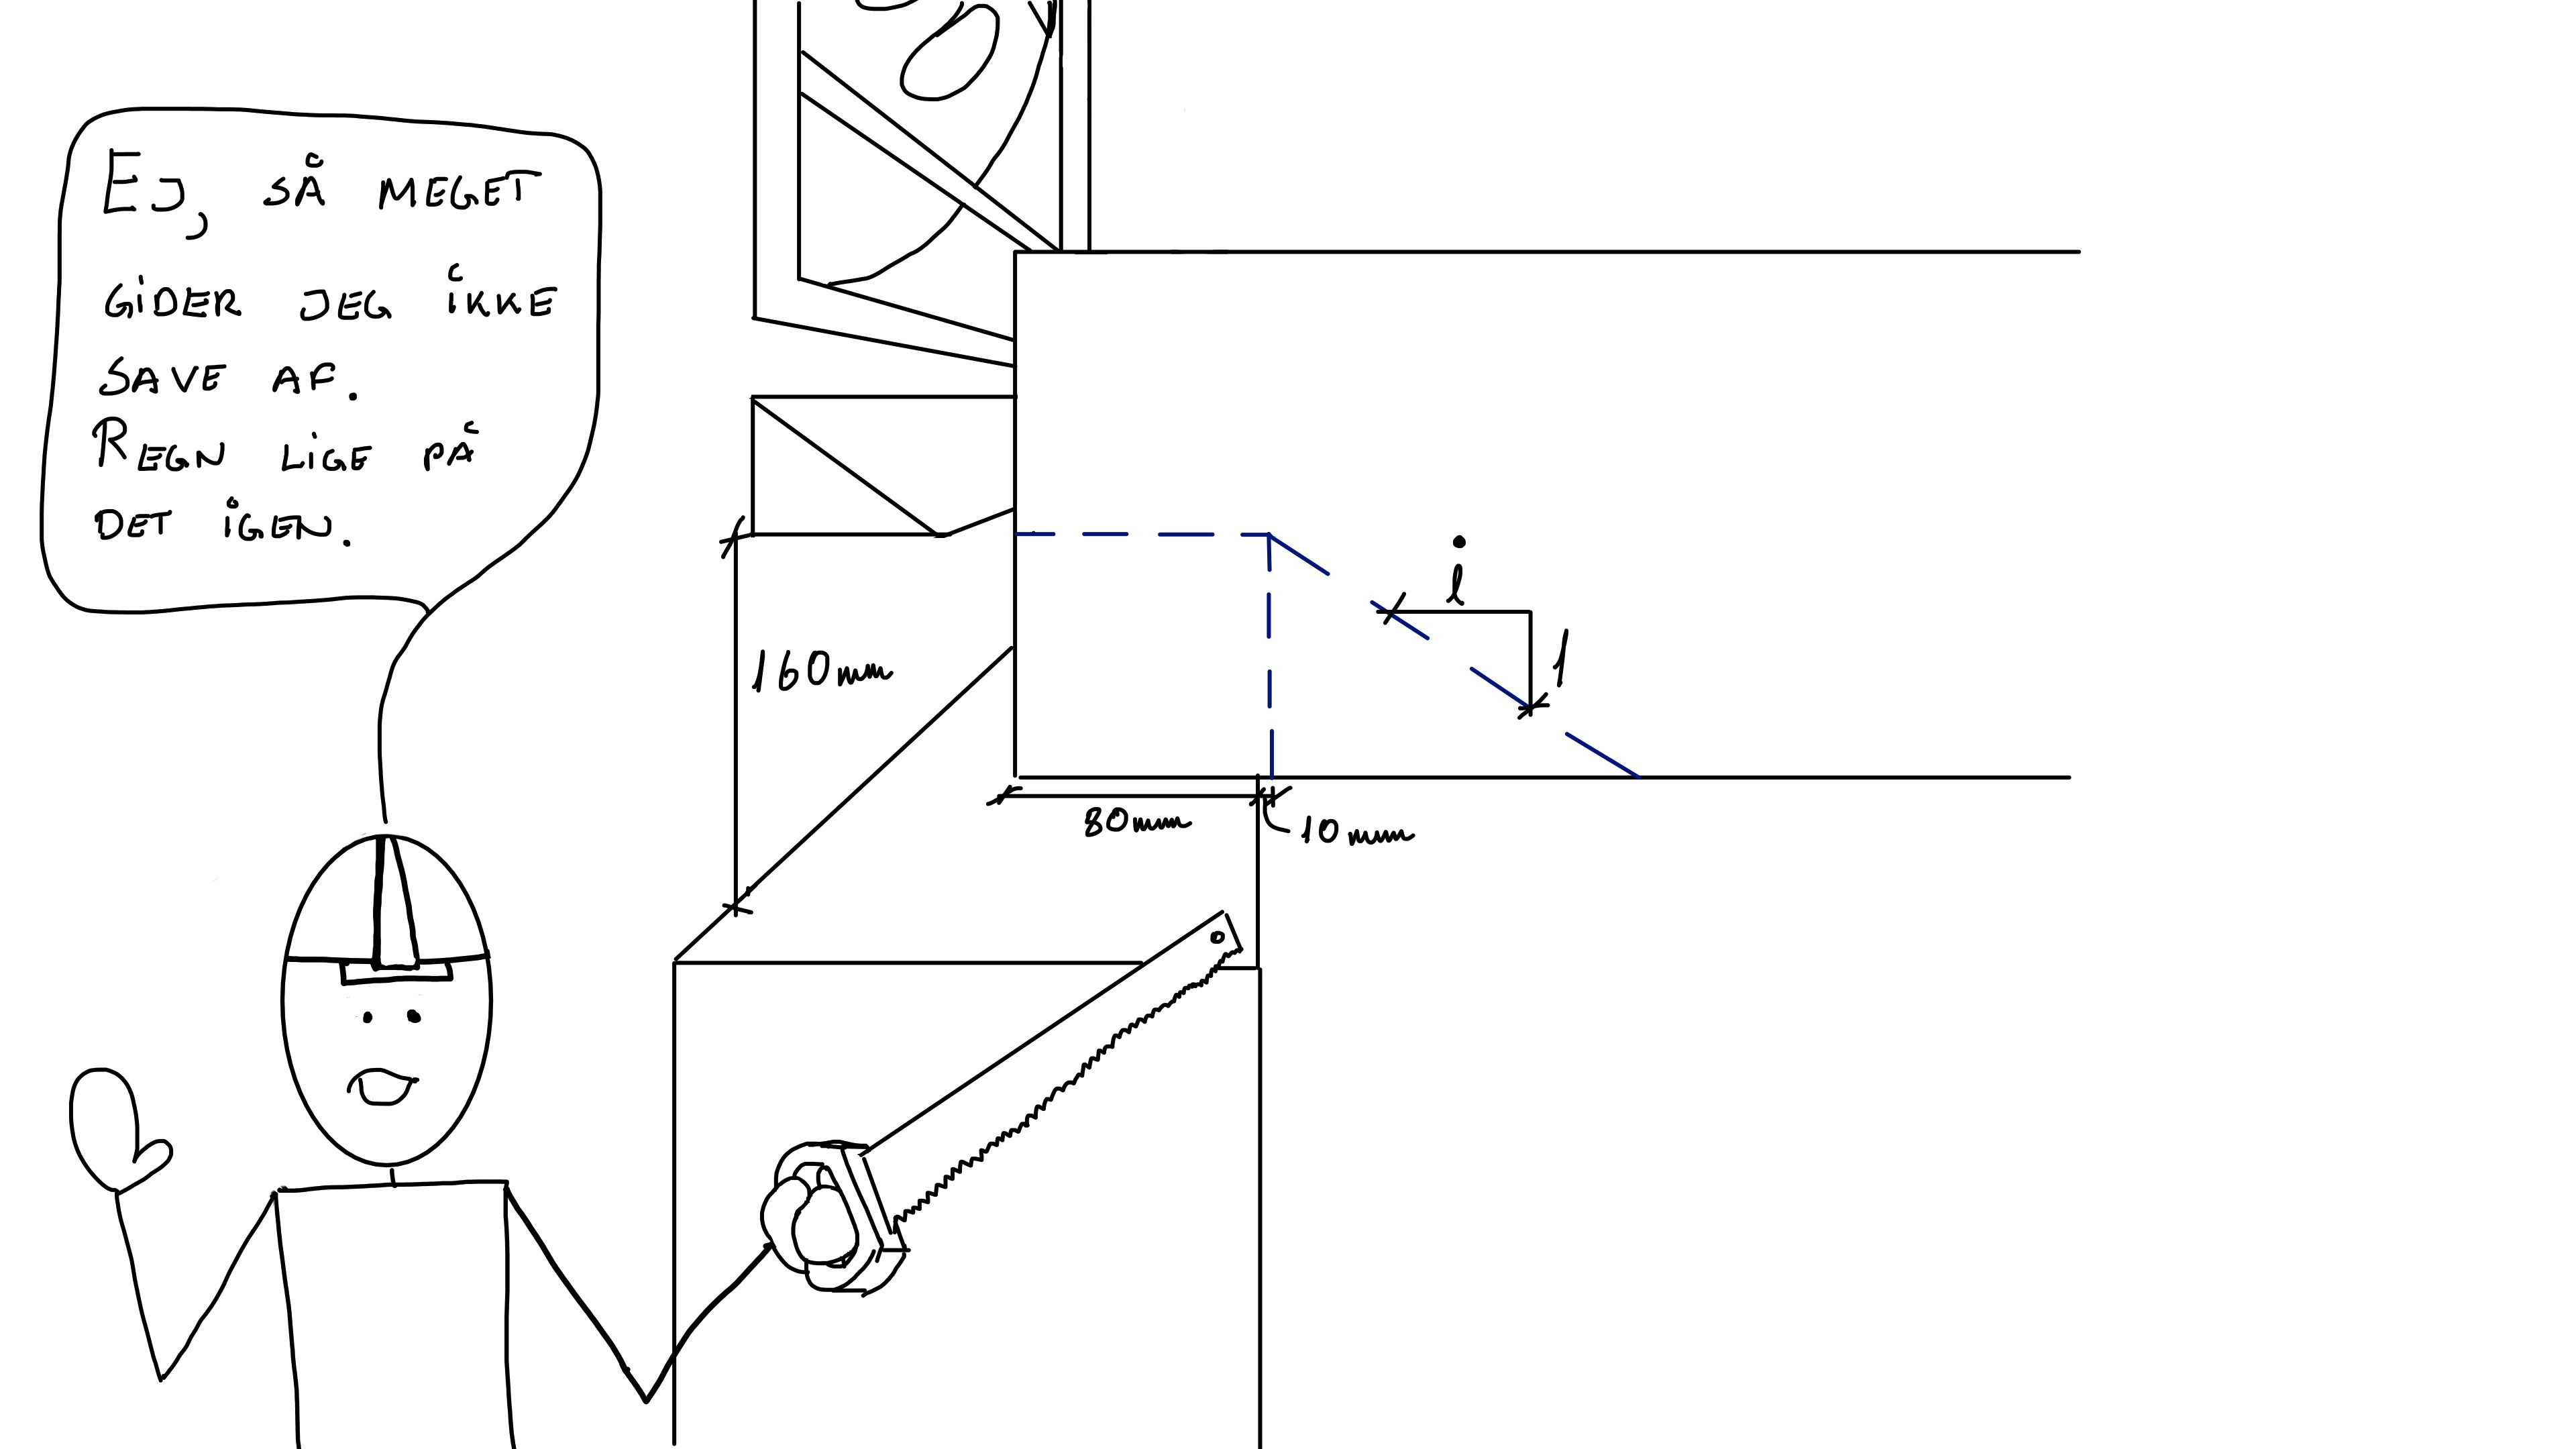 EJ, SÅ MEGET
GIDER JEG IKKE
SAVE AF.
REGN LIGE PÅ
DET IGEN.
i
1
160mm
80mm
10mm